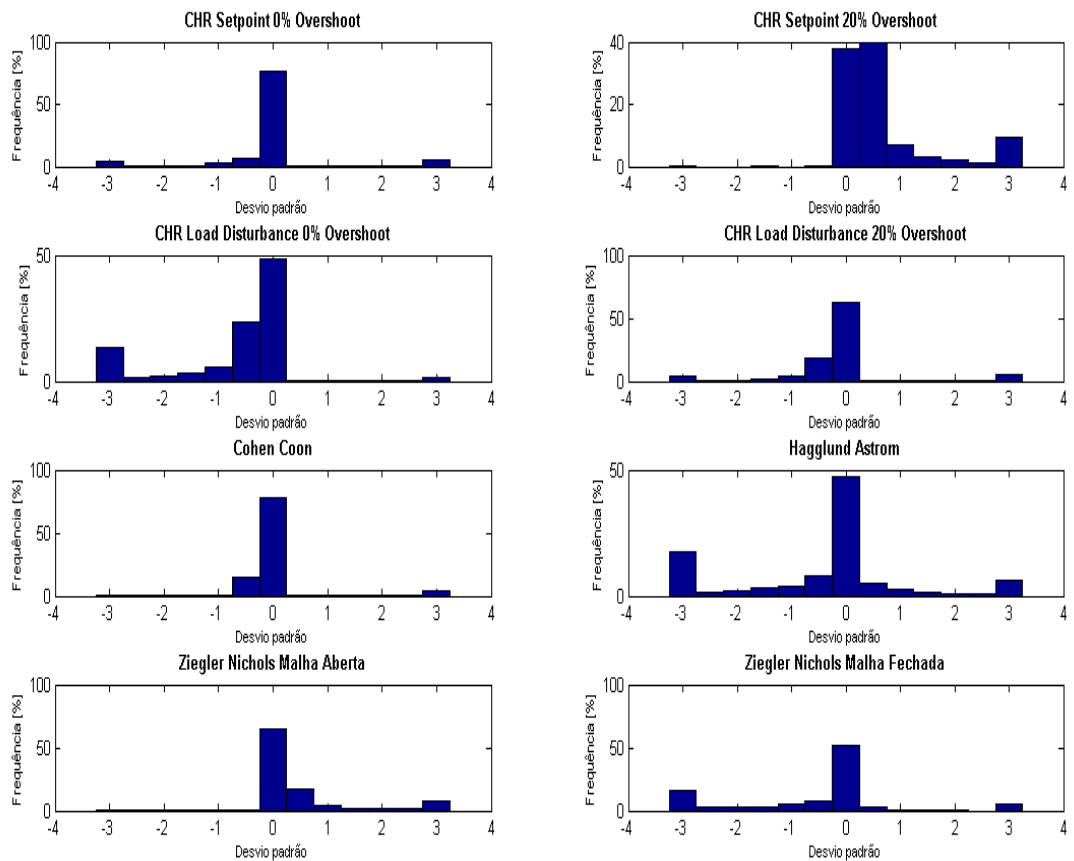 CHR Setpoint 0% Overshoot
Frequência [%]
100
50
0
-4 -3 -2 -1 0 1 2 3 4
Desvio padrão
CHR Setpoint 20% Overshoot
Frequência [%]
40
20
0
-4 -3 -2 -1 0 1 2 3 4
Desvio padrão
CHR Load Disturbance 0% Overshoot
Frequência [%]
50
0
-4 -3 -2 -1 0 1 2 3 4
Desvio padrão
CHR Load Disturbance 20% Overshoot
Frequência [%]
100
50
0
-4 -3 -2 -1 0 1 2 3 4
Desvio padrão
Cohen Coon
Frequência [%]
100
50
0
-4 -3 -2 -1 0 1 2 3 4
Desvio padrão
Hagglund Astrom
Frequência [%]
50
0
-4 -3 -2 -1 0 1 2 3 4
Desvio padrão
Ziegler Nichols Malha Aberta
Frequência [%]
100
50
0
-4 -3 -2 -1 0 1 2 3 4
Desvio padrão
Ziegler Nichols Malha Fechada
Frequência [%]
100
50
0
-4 -3 -2 -1 0 1 2 3 4
Desvio padrão